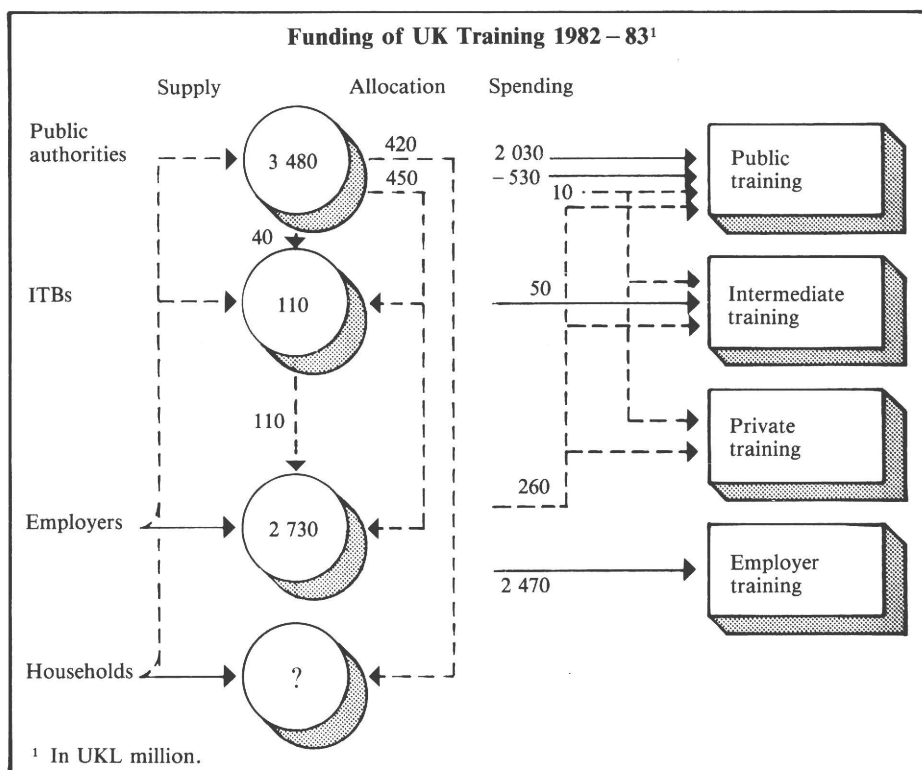 Funding of UK Training 1982 – 83¹
Supply Allocation Spending
Public
authorities
3 480
420
450
40
ITBs
110
110
Employers
2 730
Households
?
2 030
– 530
10
Public
training
50
Intermediate
training
Private
training
260
2 470
Employer
training
¹ In UKL million.